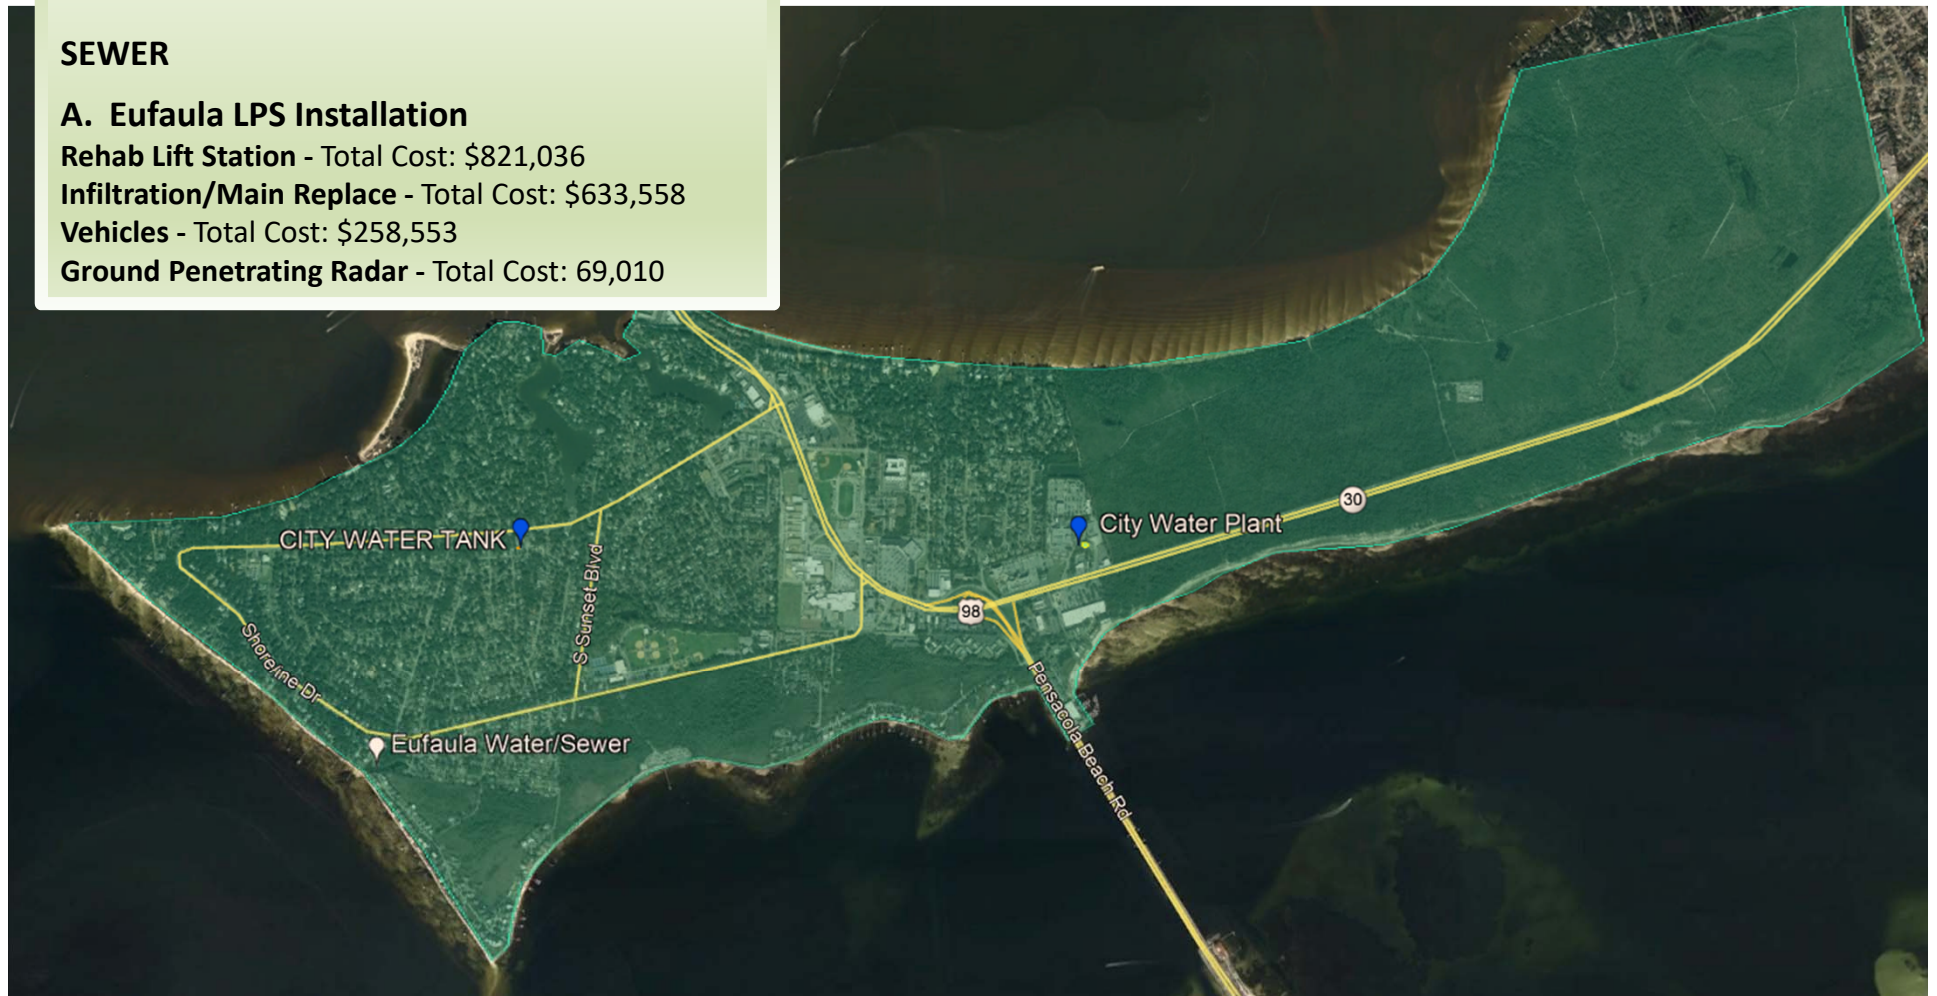 SEWER
A. Eufaula LPS Installation
Rehab Lift Station - Total Cost: $821,036
Infiltration/Main Replace - Total Cost: $633,558
Vehicles - Total Cost: $258,553
Ground Penetrating Radar - Total Cost: 69,010
30
City Water Plant
CITY WATER TANK
S Sunset Blvd
98
Shoreline Dr
Pensacola Beach Rd
Eufaula Water/Sewer